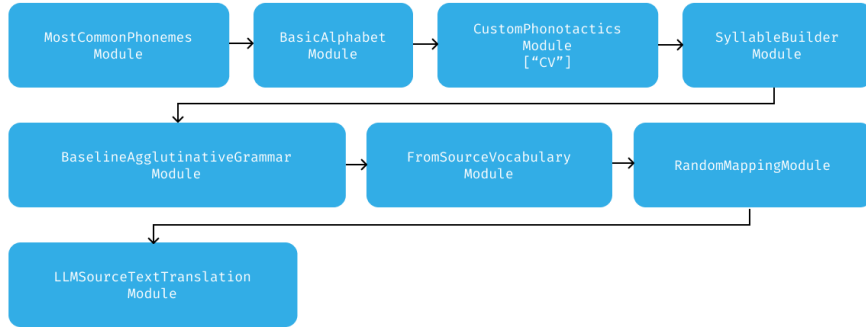 MostCommonPhonemes
Module
BasicAlphabet
Module
CustomPhonotactics
Module
[“CV”]
SyllableBuilder
Module
BaselineAgglutinativeGrammar
Module
FromSourceVocabulary
Module
RandomMappingModule
LLMSourceTextTranslation
Module